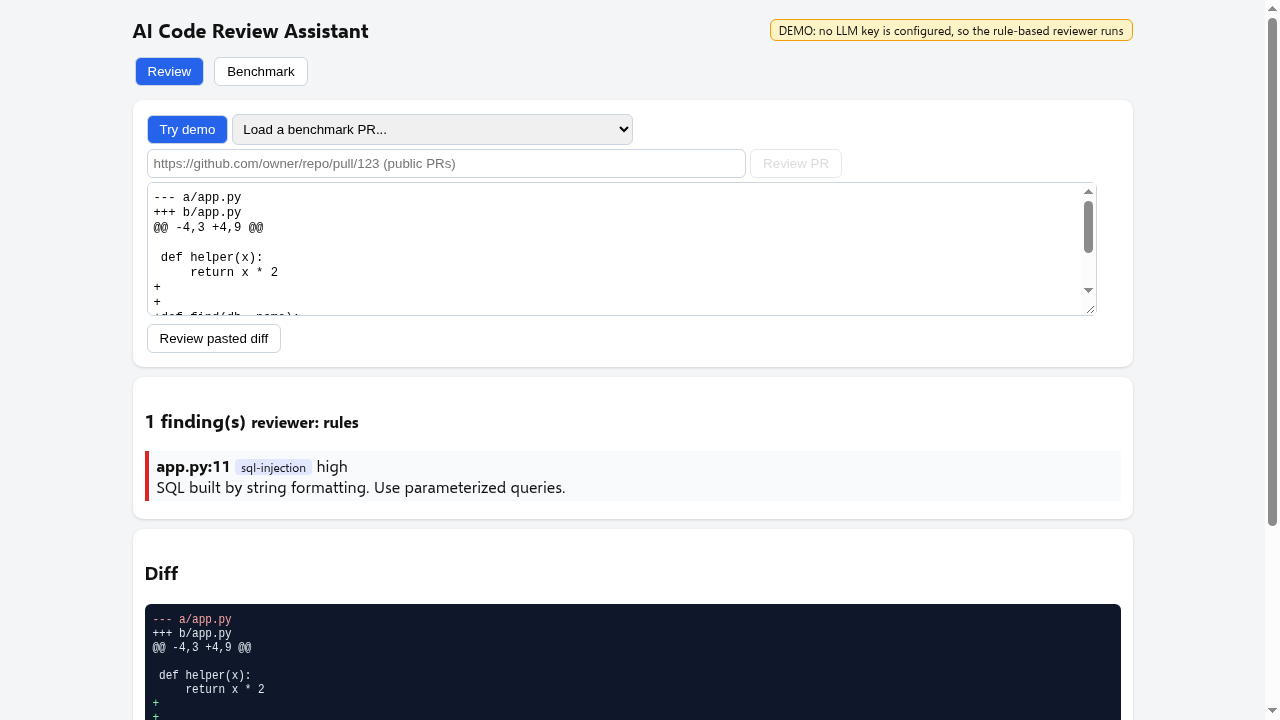 AI Code Review Assistant
DEMO: no LLM key is configured, so the rule-based reviewer runs
Review
Benchmark
Try demo
Load a benchmark PR...
https://github.com/owner/repo/pull/123 (public PRs)
Review PR
--- a/app.py
+++ b/app.py
@@ -4,3 +4,9 @@
 def helper(x):
     return x * 2
+
+
+def find(db, name):
Review pasted diff
1 finding(s) reviewer: rules
app.py:11 sql-injection high
SQL built by string formatting. Use parameterized queries.
Diff
--- a/app.py
+++ b/app.py
@@ -4,3 +4,9 @@
 def helper(x):
     return x * 2
+
+